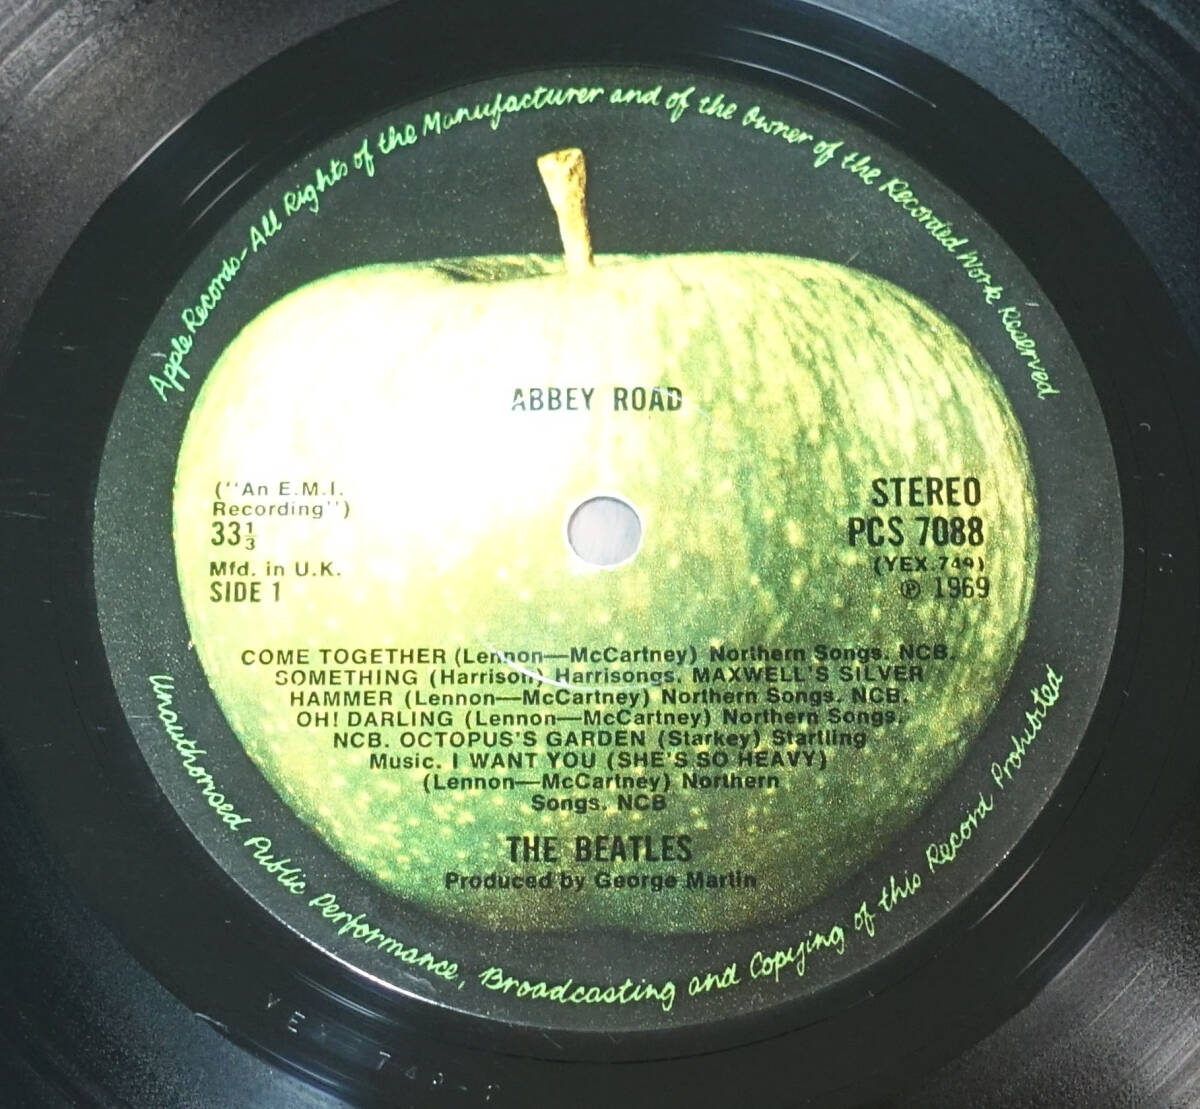 Apple Records-All Rights of the Manufacturer and of the Owner of the Recorded Work Reserved
ABBEY ROAD
(''An E.M.I.
Recording'')
33⅓
Mfd. in U.K.
SIDE 1
STEREO
PCS 7088
(YEX.749)
℗ 1969
COME TOGETHER (Lennon—McCartney) Northern Songs. NCB.
SOMETHING (Harrison) Harrisongs. MAXWELL'S SILVER
HAMMER (Lennon—McCartney) Northern Songs. NCB.
OH! DARLING (Lennon—McCartney) Northern Songs.
NCB. OCTOPUS'S GARDEN (Starkey) Startling
Music. I WANT YOU (SHE'S SO HEAVY)
(Lennon—McCartney) Northern
Songs. NCB
THE BEATLES
Produced by George Martin
Unauthorised Public Performance, Broadcasting and Copying of this Record Prohibited